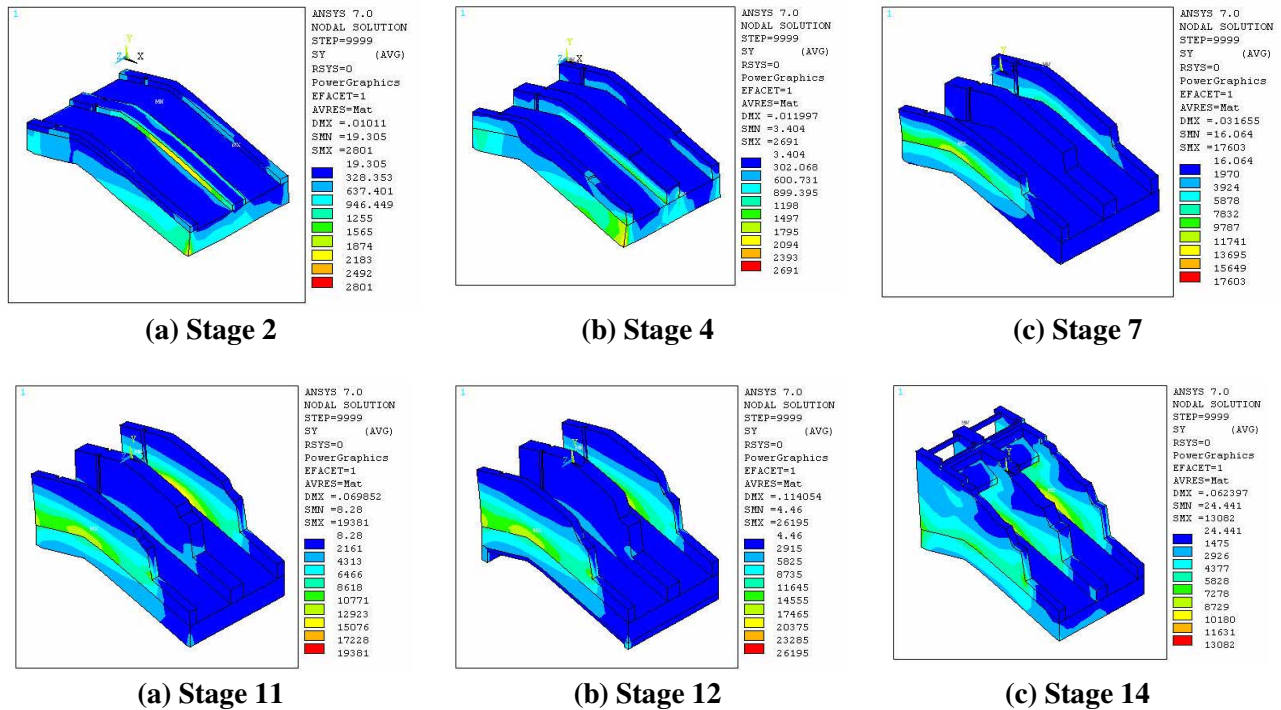 1
ANSYS 7.0
NODAL SOLUTION
STEP=9999
SY (AVG)
RSYS=0
PowerGraphics
EFACET=1
AVRES=Mat
DMX =.01011
SMN =19.305
SMX =2801
19.305
328.353
637.401
946.449
1255
1565
1874
2183
2492
2801
Y
Z X
MN
MX
(a) Stage 2
1
ANSYS 7.0
NODAL SOLUTION
STEP=9999
SY (AVG)
RSYS=0
PowerGraphics
EFACET=1
AVRES=Mat
DMX =.011997
SMN =3.404
SMX =2691
3.404
302.068
600.731
899.395
1198
1497
1795
2094
2393
2691
Y
X
(b) Stage 4
1
ANSYS 7.0
NODAL SOLUTION
STEP=9999
SY (AVG)
RSYS=0
PowerGraphics
EFACET=1
AVRES=Mat
DMX =.031655
SMN =16.064
SMX =17603
16.064
1970
3924
5878
7832
9787
11741
13695
15649
17603
Y
MN
MX
(c) Stage 7
1
ANSYS 7.0
NODAL SOLUTION
STEP=9999
SY (AVG)
RSYS=0
PowerGraphics
EFACET=1
AVRES=Mat
DMX =.069852
SMN =8.28
SMX =19381
8.28
2161
4313
6466
8618
10771
12923
15076
17228
19381
Y
MX
(a) Stage 11
1
ANSYS 7.0
NODAL SOLUTION
STEP=9999
SY (AVG)
RSYS=0
PowerGraphics
EFACET=1
AVRES=Mat
DMX =.114054
SMN =4.46
SMX =26195
4.46
2915
5825
8735
11645
14555
17465
20375
23285
26195
Y
MX
(b) Stage 12
1
ANSYS 7.0
NODAL SOLUTION
STEP=9999
SY (AVG)
RSYS=0
PowerGraphics
EFACET=1
AVRES=Mat
DMX =.062397
SMN =24.441
SMX =13082
24.441
1475
2926
4377
5828
7278
8729
10180
11631
13082
MN
Y
(c) Stage 14